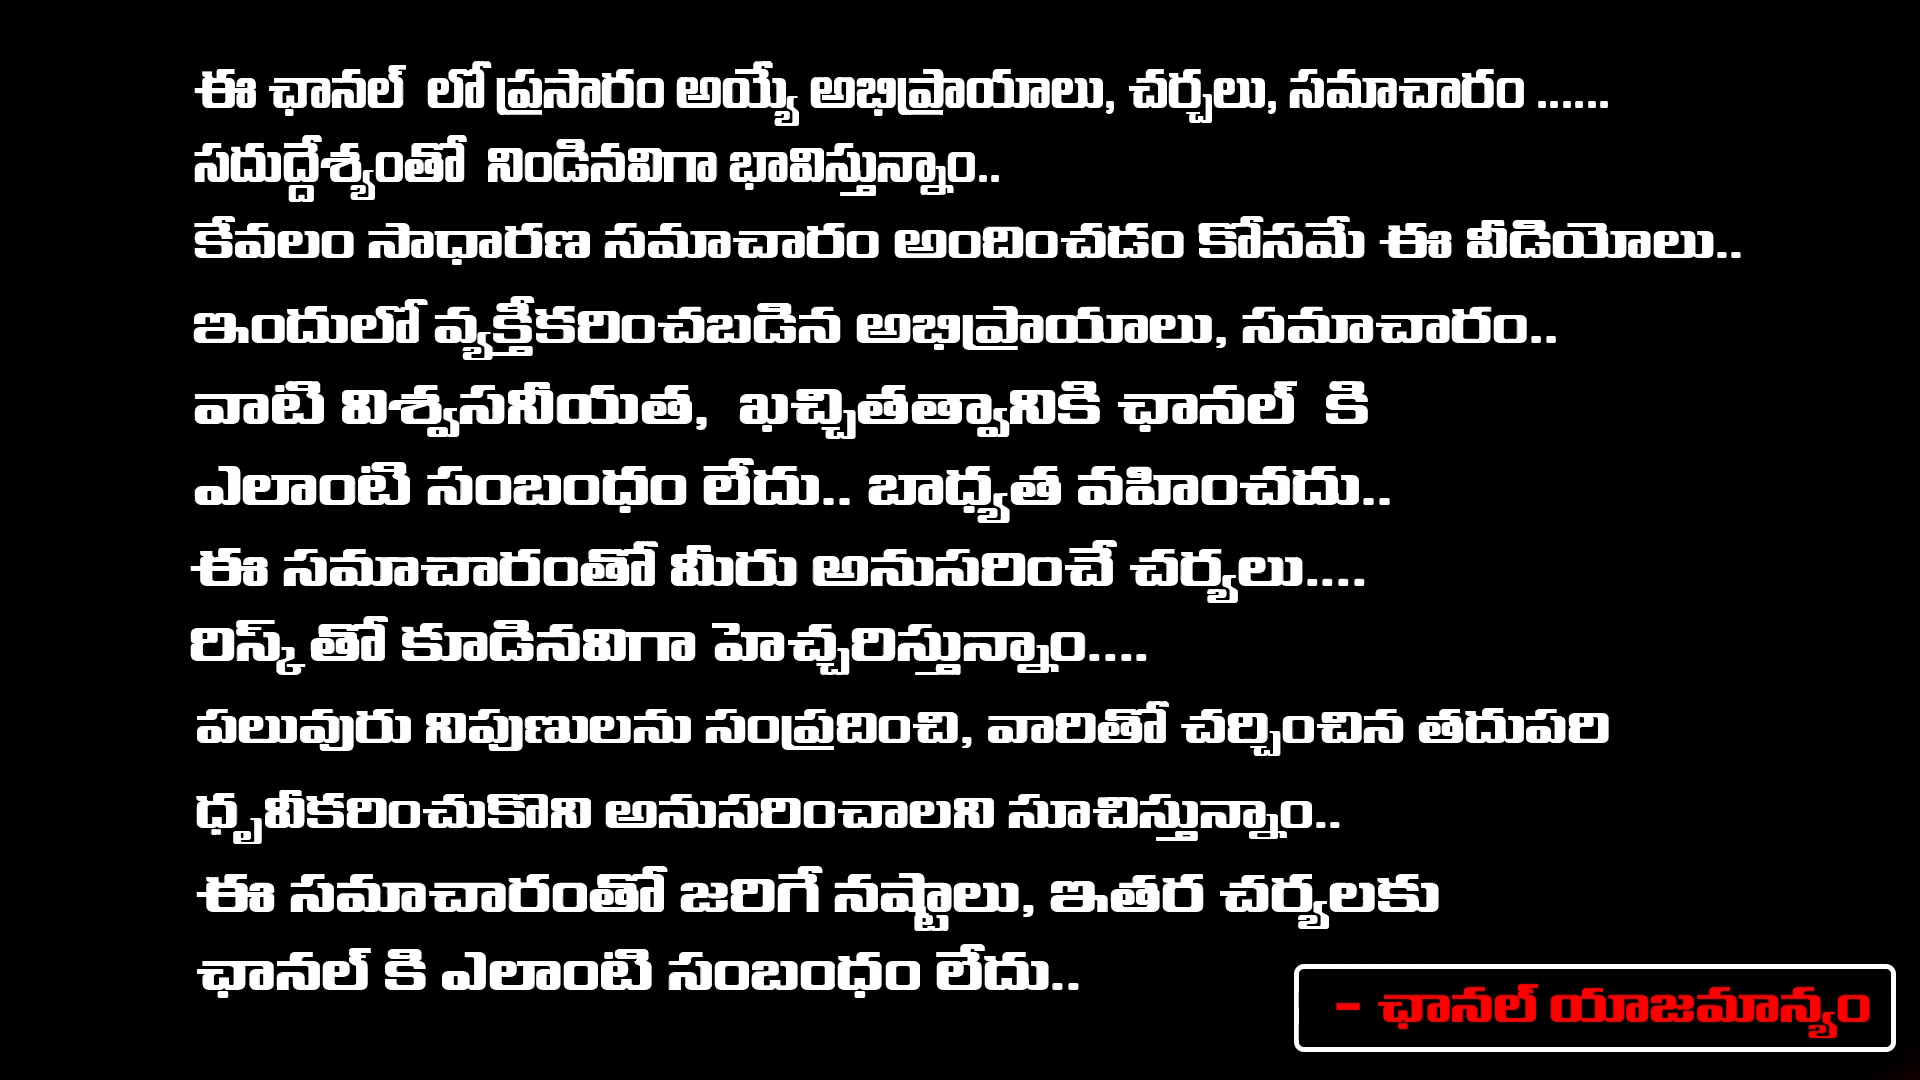 ఈ ఛానల్ లో ప్రసారం అయ్యే అభిప్రాయాలు, చర్చలు, సమాచారం ......
సదుద్దేశ్యంతో నిండినవిగా భావిస్తున్నాం..
కేవలం సాధారణ సమాచారం అందించడం కోసమే ఈ వీడియోలు..
ఇందులో వ్యక్తీకరించబడిన అభిప్రాయాలు, సమాచారం..
వాటి విశ్వసనీయత, ఖచ్చితత్వానికి ఛానల్ కి
ఎలాంటి సంబంధం లేదు.. బాధ్యత వహించదు..
ఈ సమాచారంతో మీరు అనుసరించే చర్యలు....
రిస్క్ తో కూడినవిగా హెచ్చరిస్తున్నాం....
పలువురు నిపుణులను సంప్రదించి, వారితో చర్చించిన తదుపరి
ధృవీకరించుకొని అనుసరించాలని సూచిస్తున్నాం..
ఈ సమాచారంతో జరిగే నష్టాలు, ఇతర చర్యలకు
ఛానల్ కి ఎలాంటి సంబంధం లేదు..
- ఛానల్ యాజమాన్యం